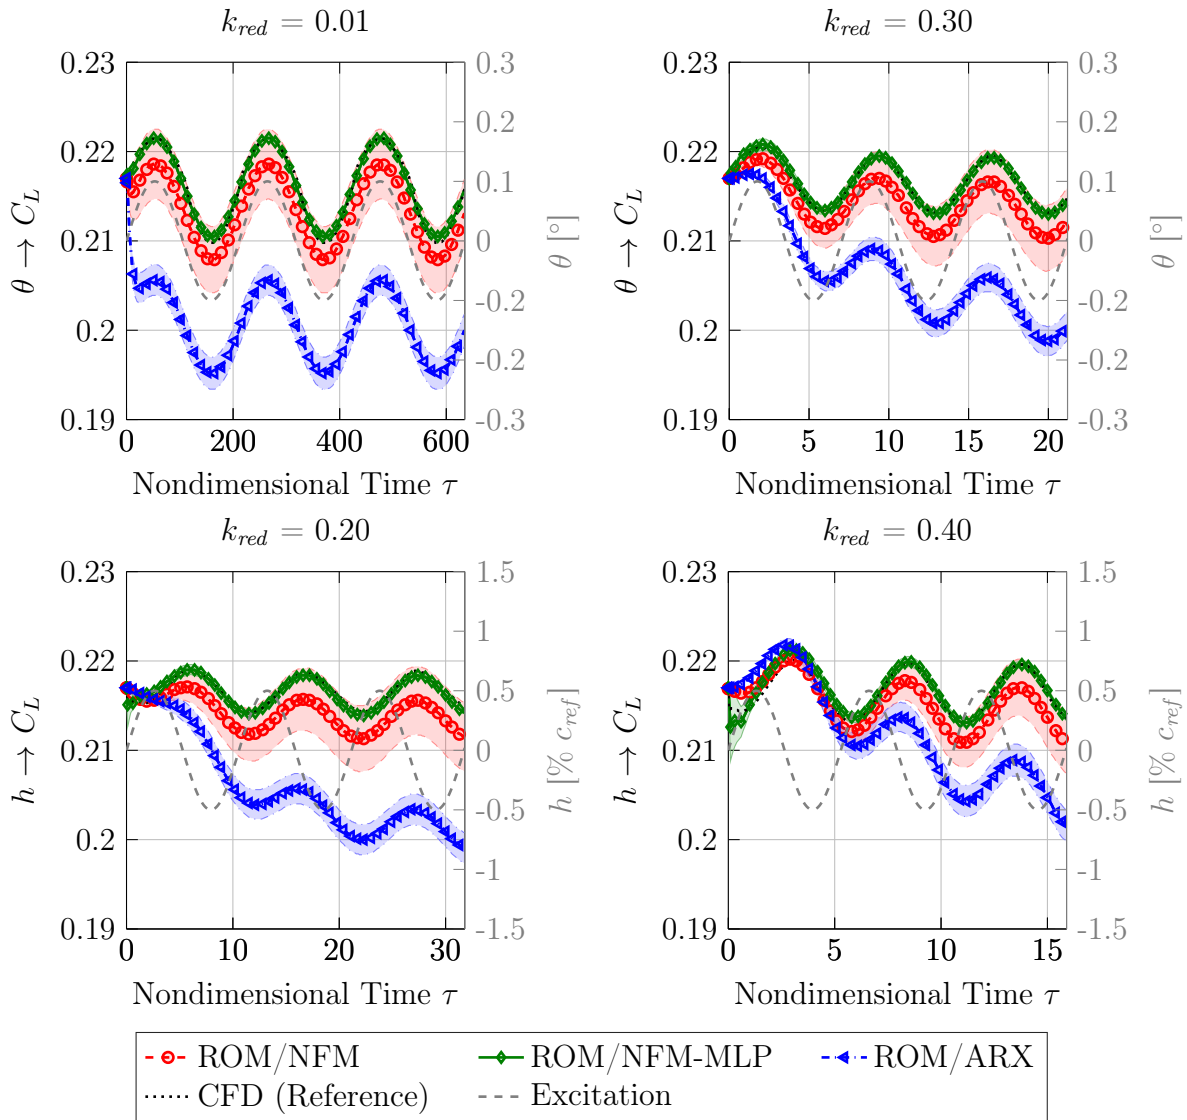 k_red = 0.01
0.23
0.22
0.21
0.2
0.19
θ → C_L
0.3
0.2
0.1
0
-0.2
-0.2
-0.3
θ [°]
0 200 400 600
Nondimensional Time τ
k_red = 0.30
0.23
0.22
0.21
0.2
0.19
θ → C_L
0.3
0.2
0.1
0
-0.2
-0.2
-0.3
θ [°]
0 5 10 15 20
Nondimensional Time τ
k_red = 0.20
0.23
0.22
0.21
0.2
0.19
h → C_L
1.5
1
0.5
0
-0.5
-1
-1.5
h [% c_ref]
0 10 20 30
Nondimensional Time τ
k_red = 0.40
0.23
0.22
0.21
0.2
0.19
h → C_L
1.5
1
0.5
0
-0.5
-1
-1.5
h [% c_ref]
0 5 10 15
Nondimensional Time τ
ROM/NFM ROM/NFM-MLP ROM/ARX
CFD (Reference) Excitation